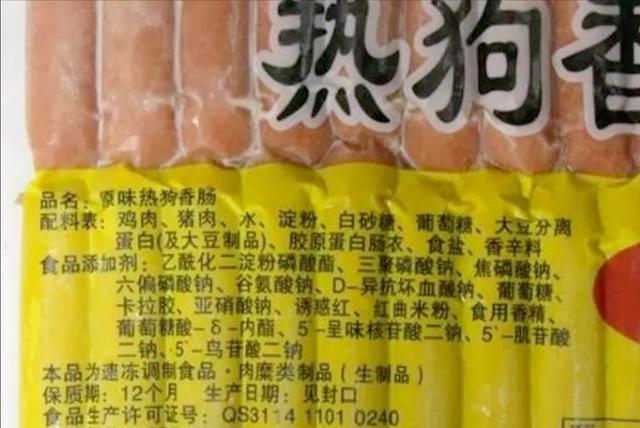 热狗香
品名：原味热狗香肠
配料表：鸡肉、猪肉、水、淀粉、白砂糖、葡萄糖、大豆分离
蛋白(及大豆制品)、胶原蛋白肠衣、食盐、香辛料
食品添加剂：乙酰化二淀粉磷酸酯、三聚磷酸钠、焦磷酸钠、
六偏磷酸钠、谷氨酸钠、D-异抗坏血酸钠、葡萄糖、
卡拉胶、亚硝酸钠、诱惑红、红曲米粉、食用香精、
葡萄糖酸-δ-内酯、5′-呈味核苷酸二钠、5′-肌苷酸
二钠、5′-鸟苷酸二钠
本品为速冻调制食品·肉糜类制品（生制品）
保质期：12个月 生产日期：见封口
食品生产许可证号：QS3114 1101 0240